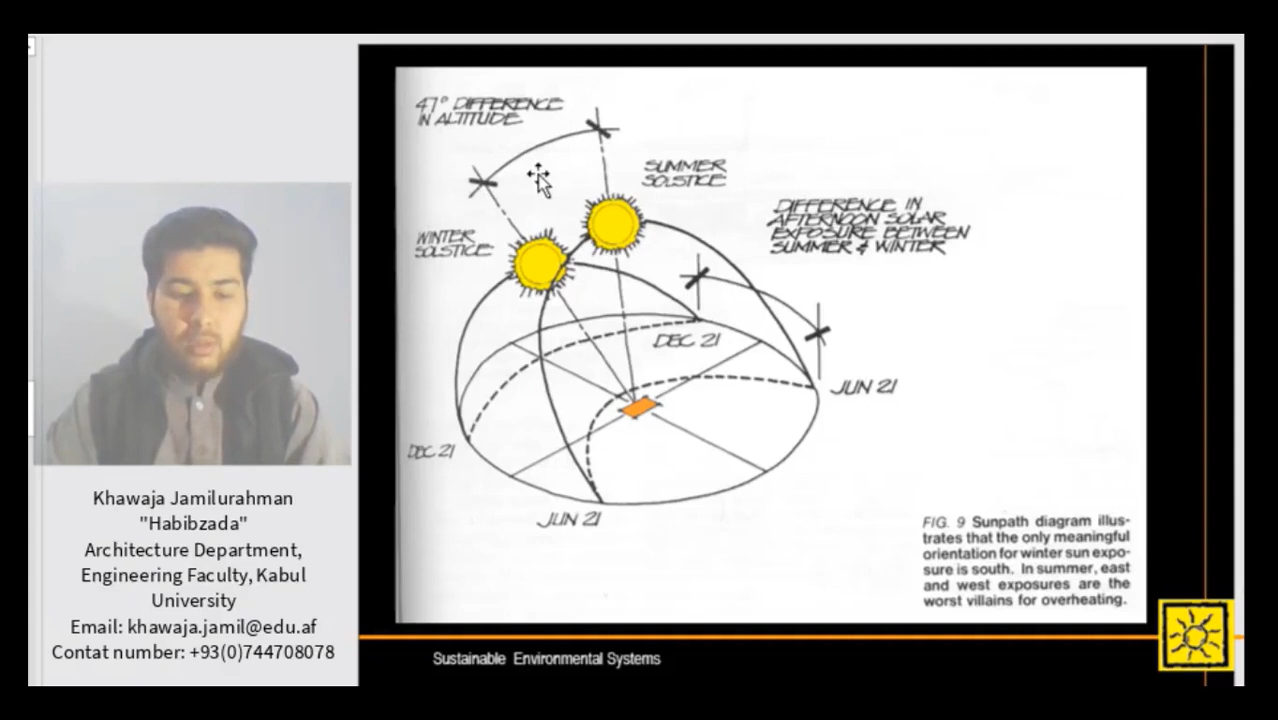 47° DIFFERENCE
IN ALTITUDE
SUMMER
SOLSTICE
DIFFERENCE IN
AFTERNOON SOLAR
EXPOSURE BETWEEN
SUMMER & WINTER
WINTER
SOLSTICE
DEC 21
JUN 21
DEC 21
JUN 21
FIG. 9 Sunpath diagram illus-
trates that the only meaningful
orientation for winter sun expo-
sure is south. In summer, east
and west exposures are the
worst villains for overheating.
Khawaja Jamilurahman
"Habibzada"
Architecture Department,
Engineering Faculty, Kabul
University
Email: khawaja.jamil@edu.af
Contat number: +93(0)744708078
Sustainable Environmental Systems